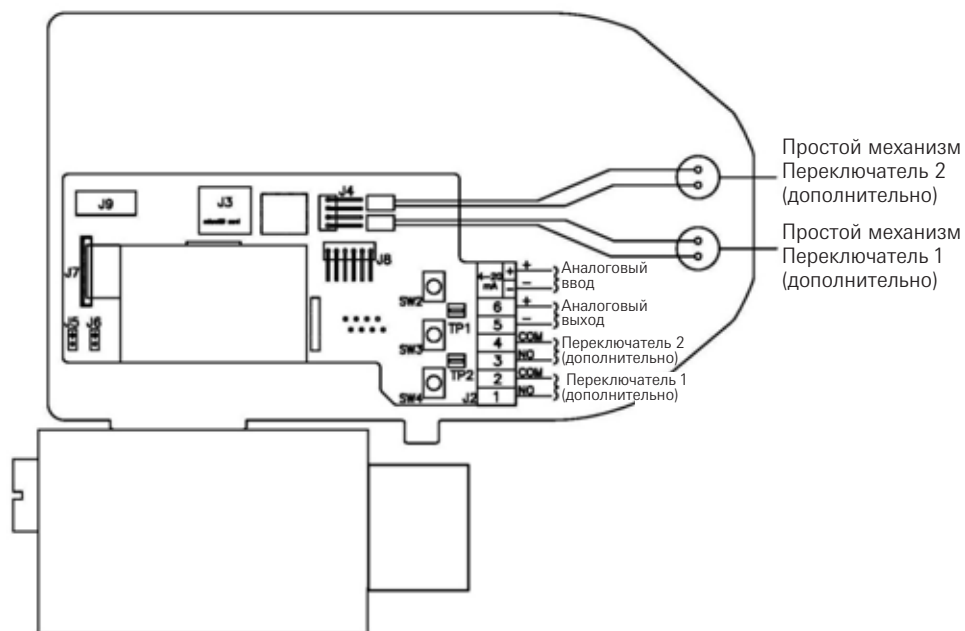 Простой механизм
Переключатель 2
(дополнительно)
Простой механизм
Переключатель 1
(дополнительно)
J9
J3
J4
J7
J8
J5
J6
SW2
SW3
SW4
TP1
TP2
J2
4-20
mA
+
-
6
5
4
3
2
1
+
-
+
-
COM
NO
COM
NO
Аналоговый
ввод
Аналоговый
выход
Переключатель 2
(дополнительно)
Переключатель 1
(дополнительно)